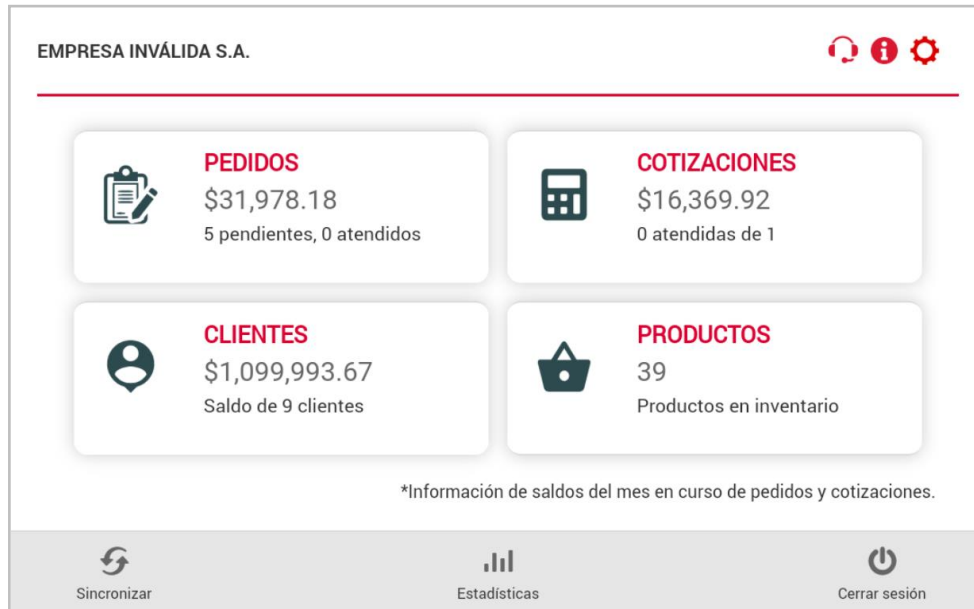 EMPRESA INVÁLIDA S.A.
PEDIDOS
$31,978.18
5 pendientes, 0 atendidos
COTIZACIONES
$16,369.92
0 atendidas de 1
CLIENTES
$1,099,993.67
Saldo de 9 clientes
PRODUCTOS
39
Productos en inventario
*Información de saldos del mes en curso de pedidos y cotizaciones.
Sincronizar
Estadísticas
Cerrar sesión